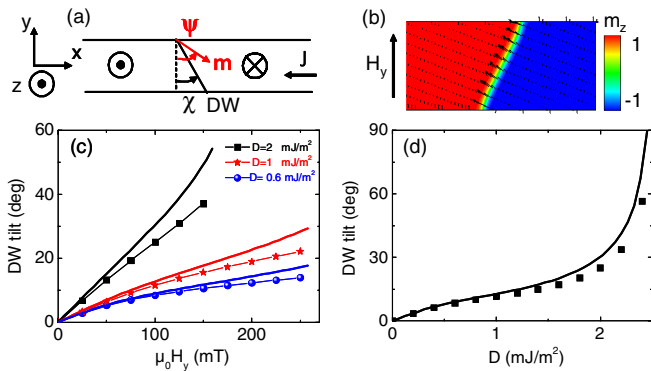 (a)
y
x
z
ψ
m
χ
DW
J
(b)
H_y
m_z
1
-1
(c)
D=2 mJ/m²
D=1 mJ/m²
D= 0.6 mJ/m²
DW tilt (deg)
60
40
20
0
0 100 200
μ₀H_y (mT)
(d)
DW tilt (deg)
90
60
30
0
0 1 2
D (mJ/m²)